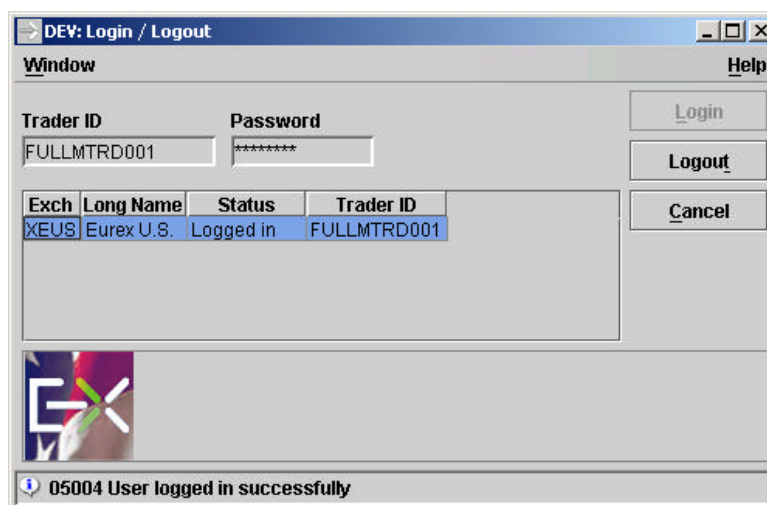 DEV: Login / Logout
Window Help
Trader ID Password Login
FULLMTRD001 ********
Logout
Exch Long Name Status Trader ID Cancel
XEUS Eurex U.S. Logged in FULLMTRD001
EX
05004 User logged in successfully